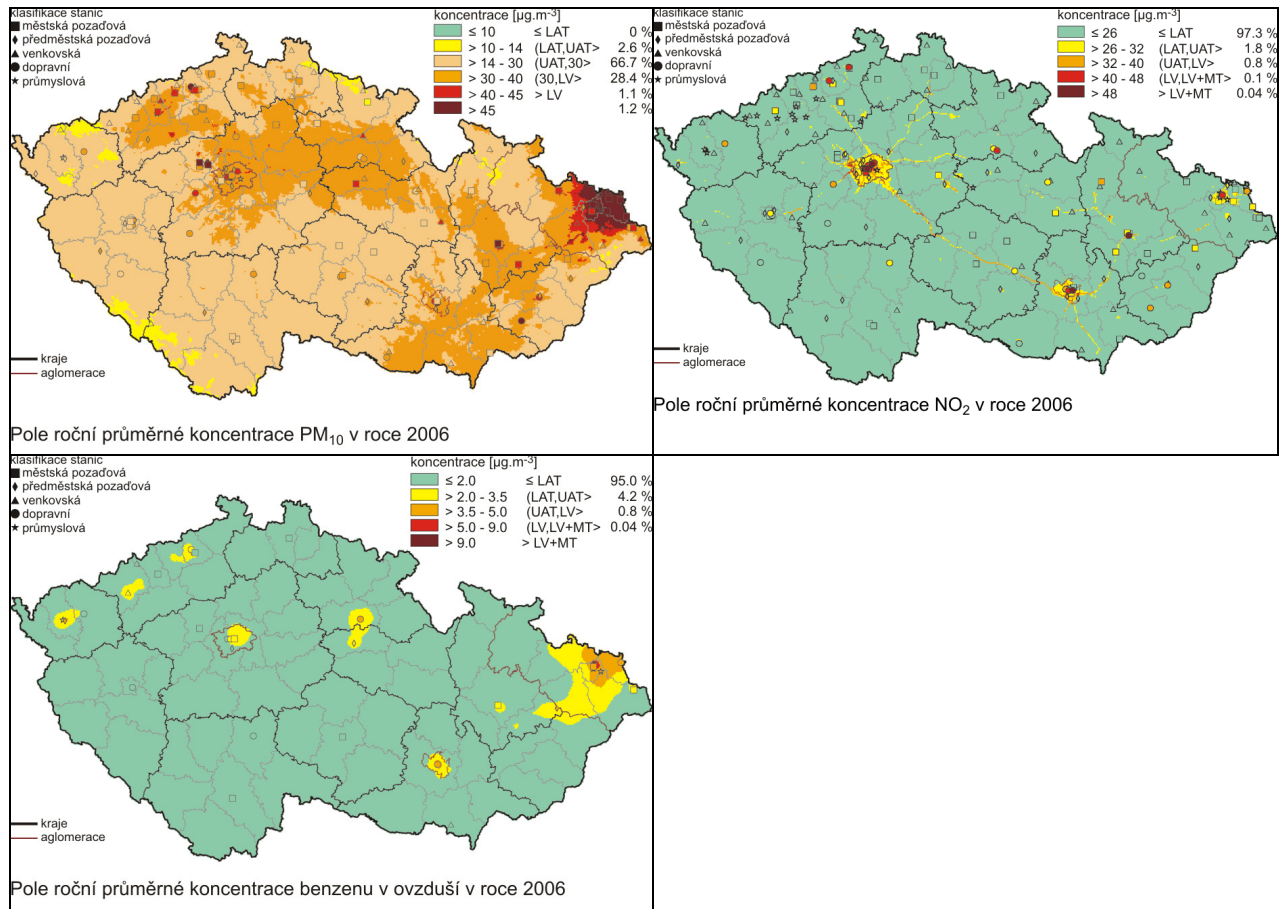 klasifikace stanic
městská pozaďová
předměstská pozaďová
venkovská
dopravní
průmyslová
koncentrace [µg.m-3]
≤ 10 ≤ LAT 0 %
> 10 - 14 (LAT,UAT> 2.6 %
> 14 - 30 (UAT,30> 66.7 %
> 30 - 40 (30,LV> 28.4 %
> 40 - 45 > LV 1.1 %
> 45 1.2 %
kraje
aglomerace
Pole roční průměrné koncentrace PM10 v roce 2006
klasifikace stanic
městská pozaďová
předměstská pozaďová
venkovská
dopravní
průmyslová
koncentrace [µg.m-3]
≤ 26 ≤ LAT 97.3 %
> 26 - 32 (LAT,UAT> 1.8 %
> 32 - 40 (UAT,LV> 0.8 %
> 40 - 48 (LV,LV+MT> 0.1 %
> 48 > LV+MT 0.04 %
kraje
aglomerace
Pole roční průměrné koncentrace NO2 v roce 2006
klasifikace stanic
městská pozaďová
předměstská pozaďová
venkovská
dopravní
průmyslová
koncentrace [µg.m-3]
≤ 2.0 ≤ LAT 95.0 %
> 2.0 - 3.5 (LAT,UAT> 4.2 %
> 3.5 - 5.0 (UAT,LV> 0.8 %
> 5.0 - 9.0 (LV,LV+MT> 0.04 %
> 9.0 > LV+MT
kraje
aglomerace
Pole roční průměrné koncentrace benzenu v ovzduší v roce 2006